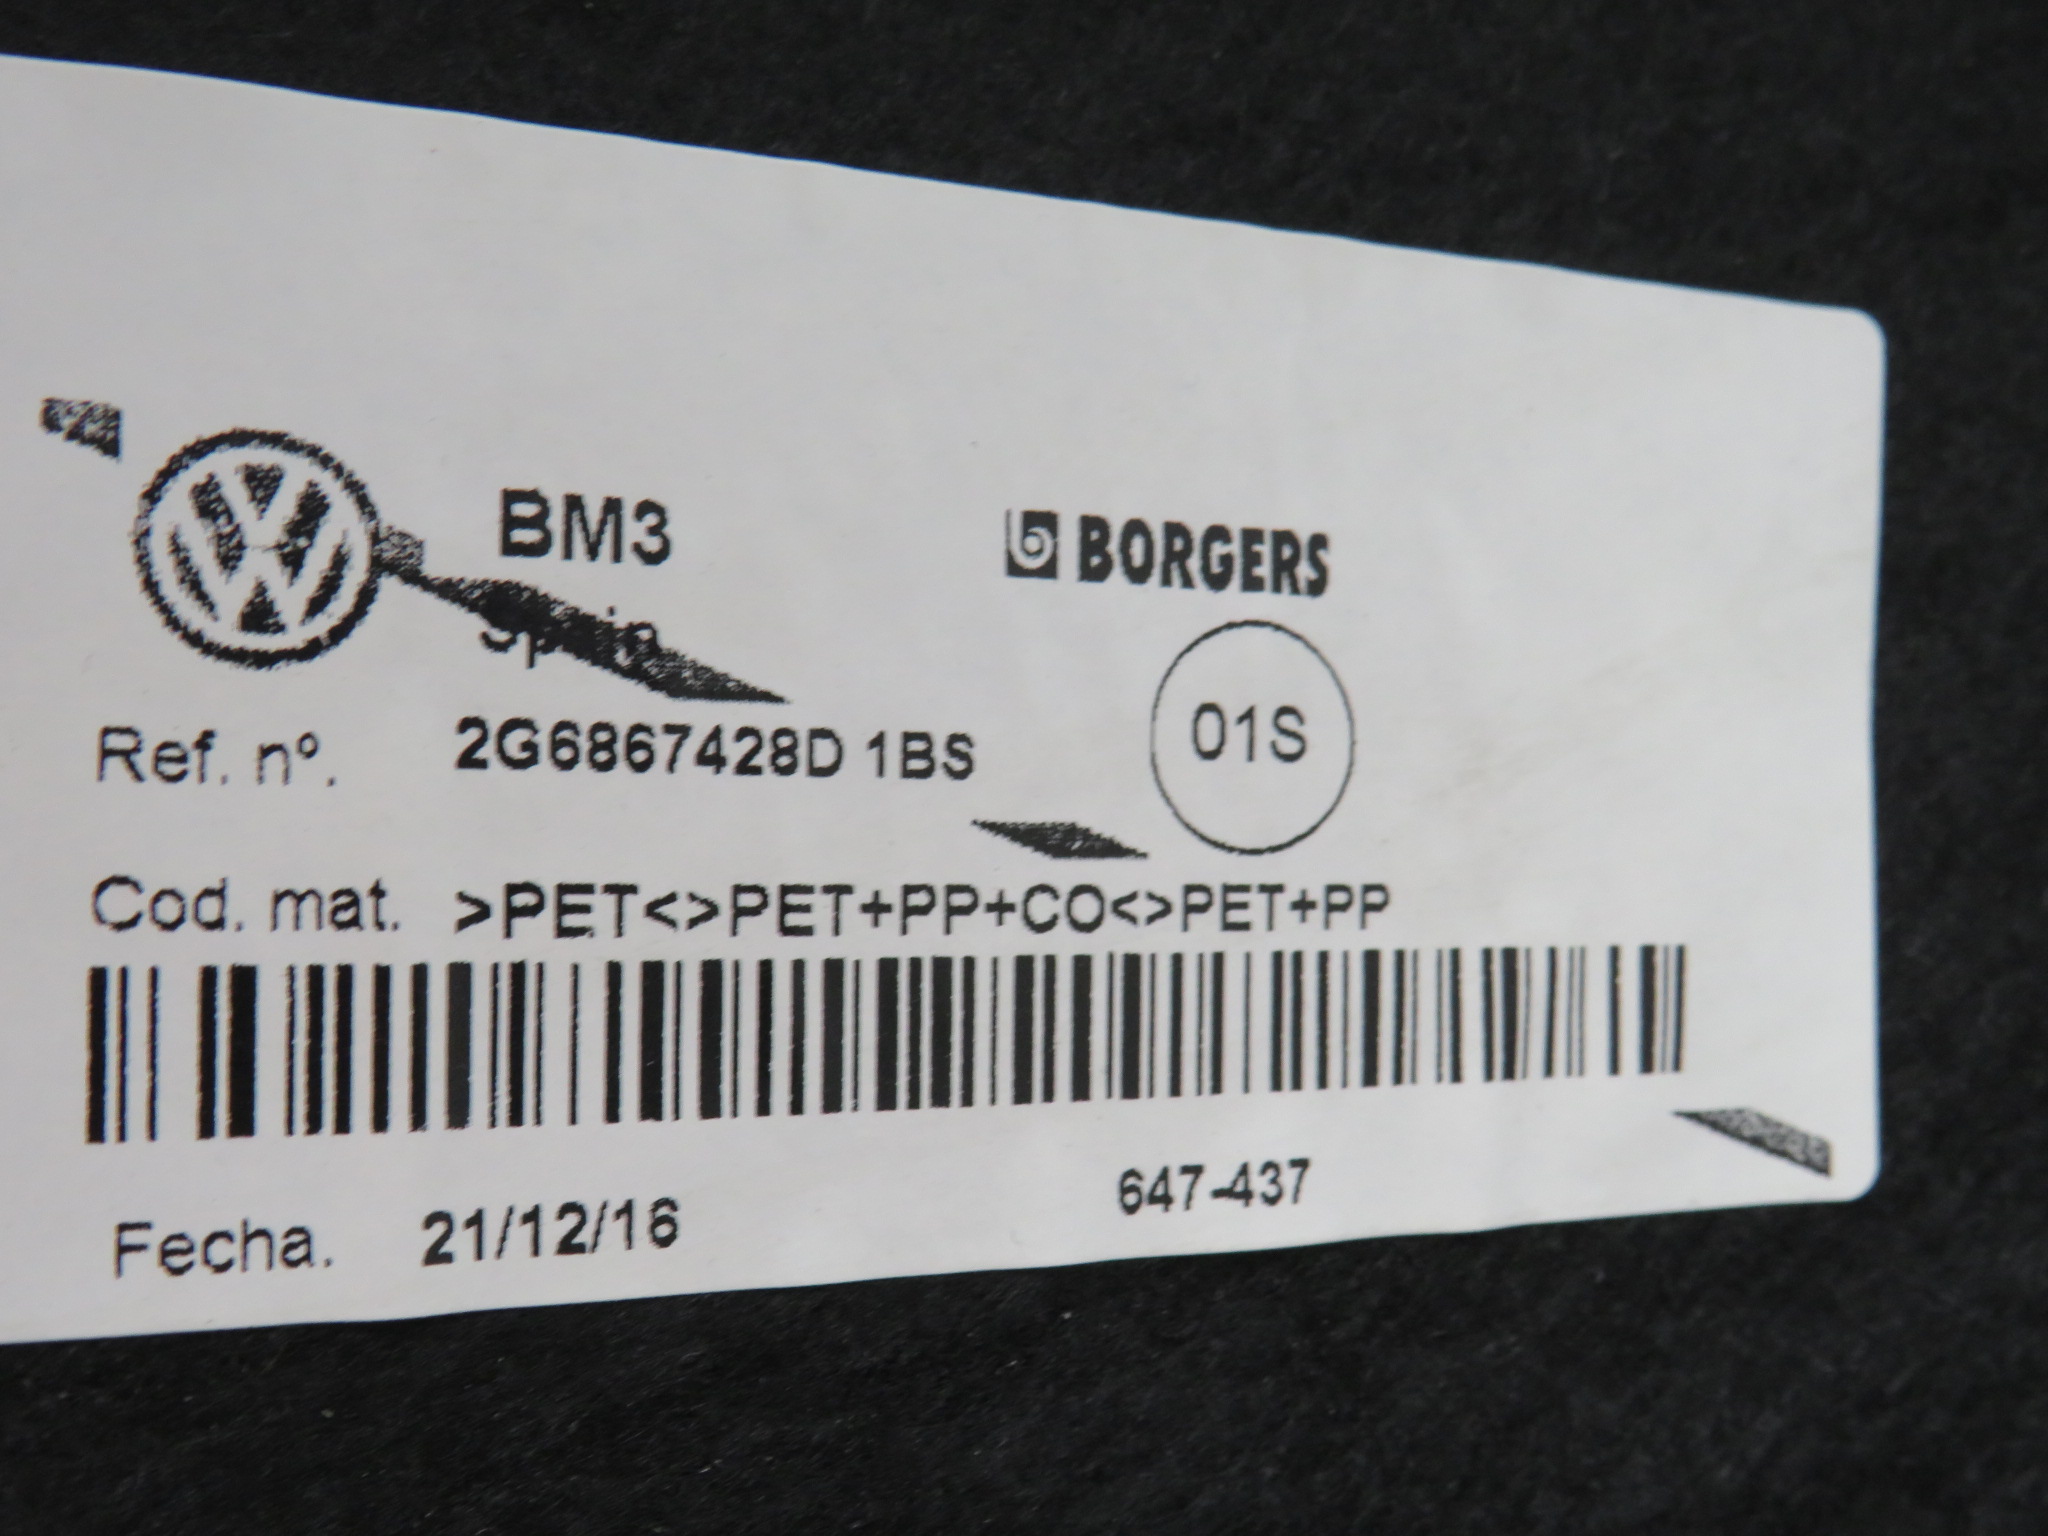 BM3
BORGERS
Ref. nº. 2G6867428D 1BS
01S
Cod. mat. >PET<>PET+PP+CO<>PET+PP
Fecha. 21/12/16
647-437